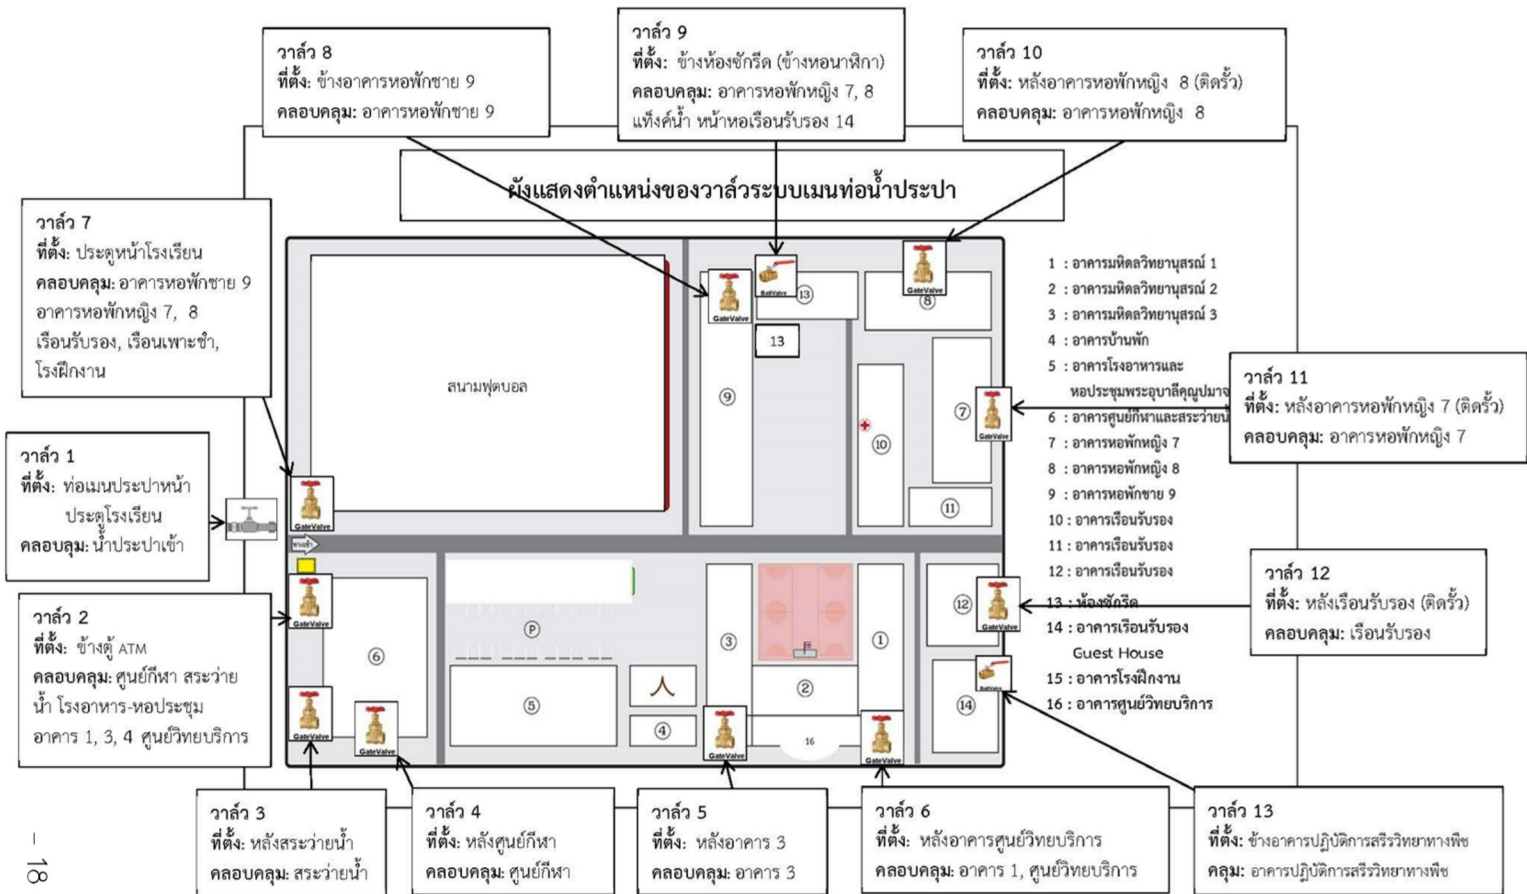 วาล์ว 8
ที่ตั้ง: ข้างอาคารหอพักชาย 9
คลอบคลุม: อาคารหอพักชาย 9
วาล์ว 9
ที่ตั้ง: ข้างห้องซักรีด (ข้างหอนาฬิกา)
คลอบคลุม: อาคารหอพักหญิง 7, 8
แท็งค์น้ำ หน้าหอเรือนรับรอง 14
วาล์ว 10
ที่ตั้ง: หลังอาคารหอพักหญิง 8 (ติดรั้ว)
คลอบคลุม: อาคารหอพักหญิง 8
ผังแสดงตำแหน่งของวาล์วระบบเมนท่อน้ำประปา
วาล์ว 7
ที่ตั้ง: ประตูหน้าโรงเรียน
คลอบคลุม: อาคารหอพักชาย 9
อาคารหอพักหญิง 7, 8
เรือนรับรอง, เรือนเพาะชำ,
โรงฝึกงาน
วาล์ว 1
ที่ตั้ง: ท่อเมนประปาหน้า
ประตูโรงเรียน
คลอบคลุม: น้ำประปาเข้า
วาล์ว 2
ที่ตั้ง: ข้างตู้ ATM
คลอบคลุม: ศูนย์กีฬา สระว่าย
น้ำ โรงอาหาร-หอประชุม
อาคาร 1, 3, 4 ศูนย์วิทยบริการ
สนามฟุตบอล
GateValve
BallValve
GateValve
13
8
13
9
GateValve
7
10
11
GateValve
ทางเข้า
GateValve
6
P
3
1
12
GateValve
5
4
2
16
14
BallValve
GateValve
GateValve
GateValve
GateValve
1 : อาคารมหิดลวิทยานุสรณ์ 1
2 : อาคารมหิดลวิทยานุสรณ์ 2
3 : อาคารมหิดลวิทยานุสรณ์ 3
4 : อาคารบ้านพัก
5 : อาคารโรงอาหารและ
หอประชุมพระอุบาลีคุณูปมาจ
6 : อาคารศูนย์กีฬาและสระว่ายน้
7 : อาคารหอพักหญิง 7
8 : อาคารหอพักหญิง 8
9 : อาคารหอพักชาย 9
10 : อาคารเรือนรับรอง
11 : อาคารเรือนรับรอง
12 : อาคารเรือนรับรอง
13 : ห้องซักรีด
14 : อาคารเรือนรับรอง
Guest House
15 : อาคารโรงฝึกงาน
16 : อาคารศูนย์วิทยบริการ
วาล์ว 11
ที่ตั้ง: หลังอาคารหอพักหญิง 7 (ติดรั้ว)
คลอบคลุม: อาคารหอพักหญิง 7
วาล์ว 12
ที่ตั้ง: หลังเรือนรับรอง (ติดรั้ว)
คลอบคลุม: เรือนรับรอง
วาล์ว 3
ที่ตั้ง: หลังสระว่ายน้ำ
คลอบคลุม: สระว่ายน้ำ
วาล์ว 4
ที่ตั้ง: หลังศูนย์กีฬา
คลอบคลุม: ศูนย์กีฬา
วาล์ว 5
ที่ตั้ง: หลังอาคาร 3
คลอบคลุม: อาคาร 3
วาล์ว 6
ที่ตั้ง: หลังอาคารศูนย์วิทยบริการ
คลอบคลุม: อาคาร 1, ศูนย์วิทยบริการ
วาล์ว 13
ที่ตั้ง: ข้างอาคารปฏิบัติการสรีรวิทยาทางพืช
คลุม: อาคารปฏิบัติการสรีรวิทยาทางพืช
– 18